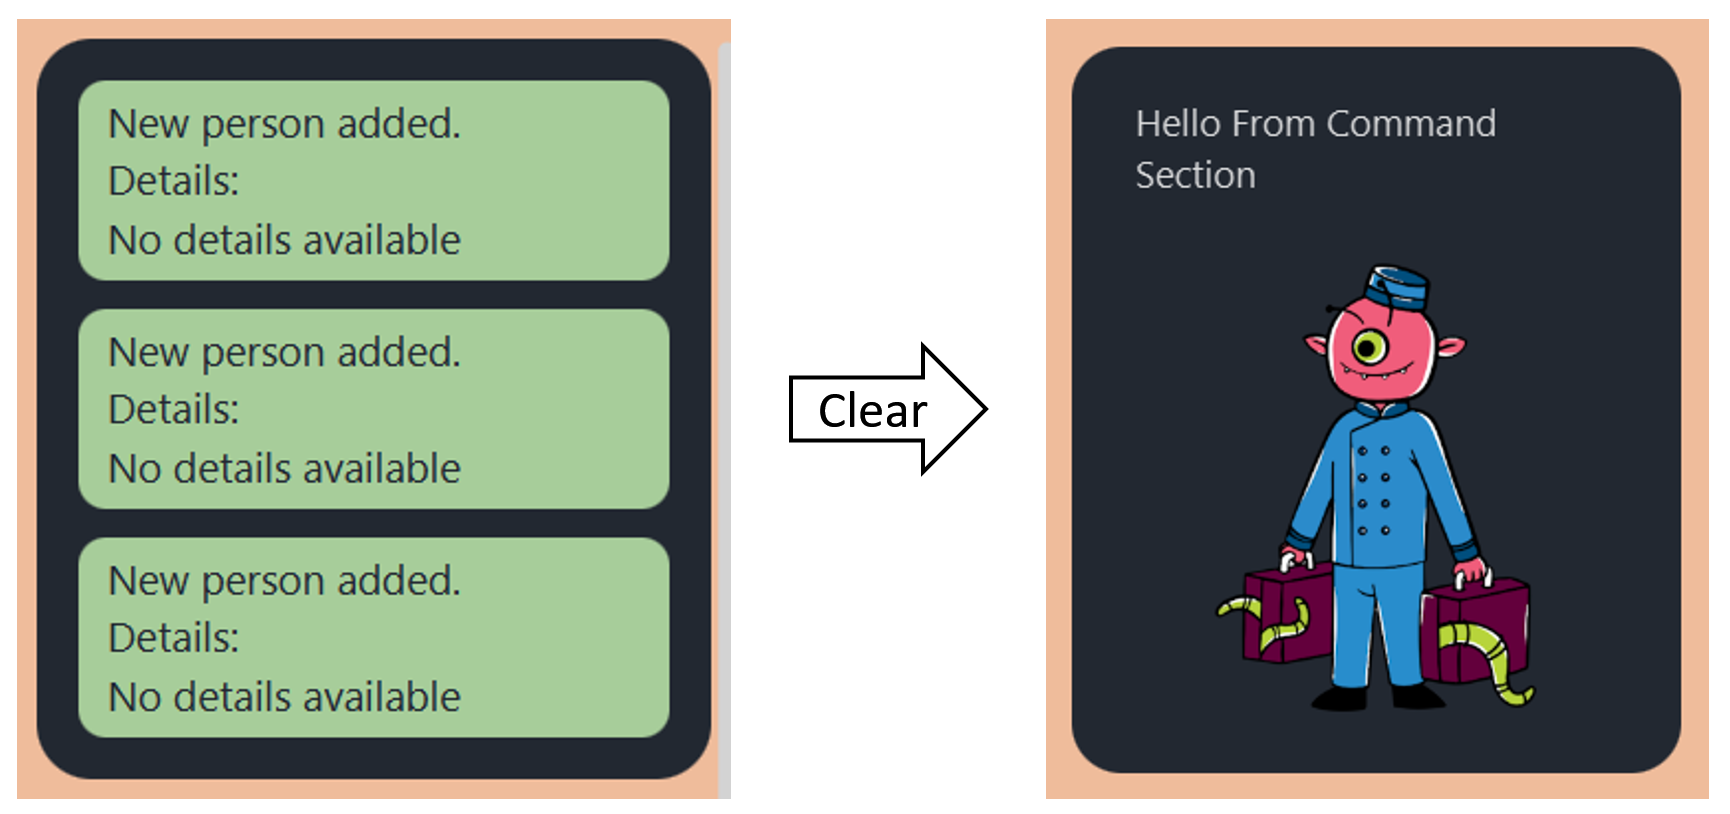 New person added.
Details:
No details available
New person added.
Details:
No details available
New person added.
Details:
No details available
Clear
Hello From Command
Section